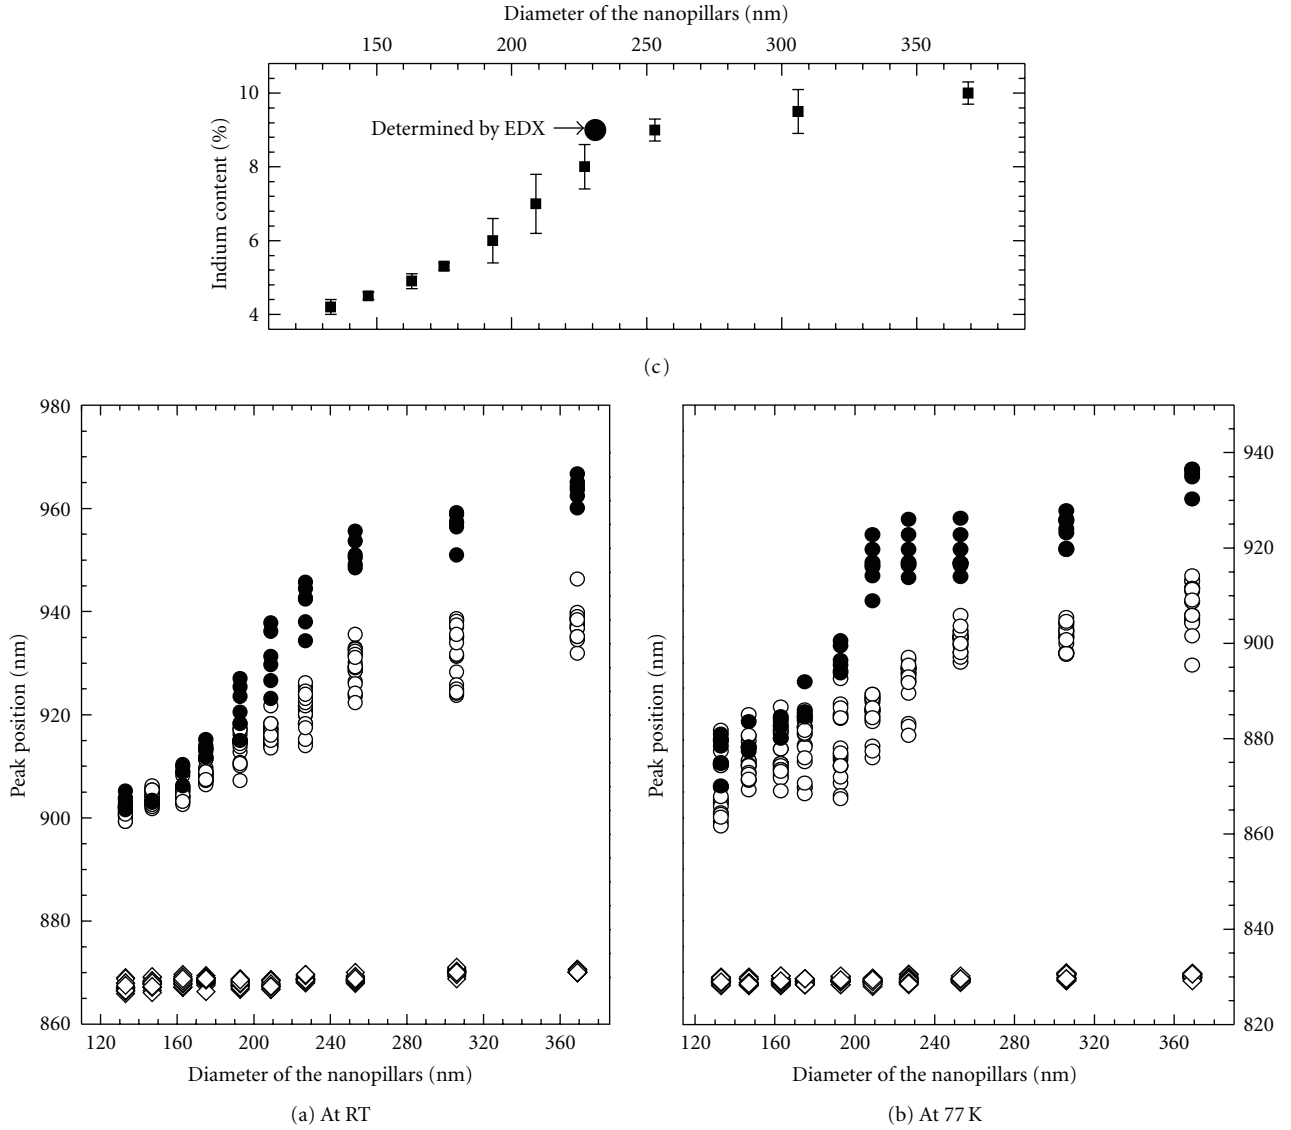 Diameter of the nanopillars (nm)
150 200 250 300 350
10
8
6
4
Indium content (%)
Determined by EDX
(c)
980
960
940
920
900
880
860
Peak position (nm)
120 160 200 240 280 320 360
Diameter of the nanopillars (nm)
(a) At RT
Peak position (nm)
940
920
900
880
860
840
820
120 160 200 240 280 320 360
Diameter of the nanopillars (nm)
(b) At 77 K